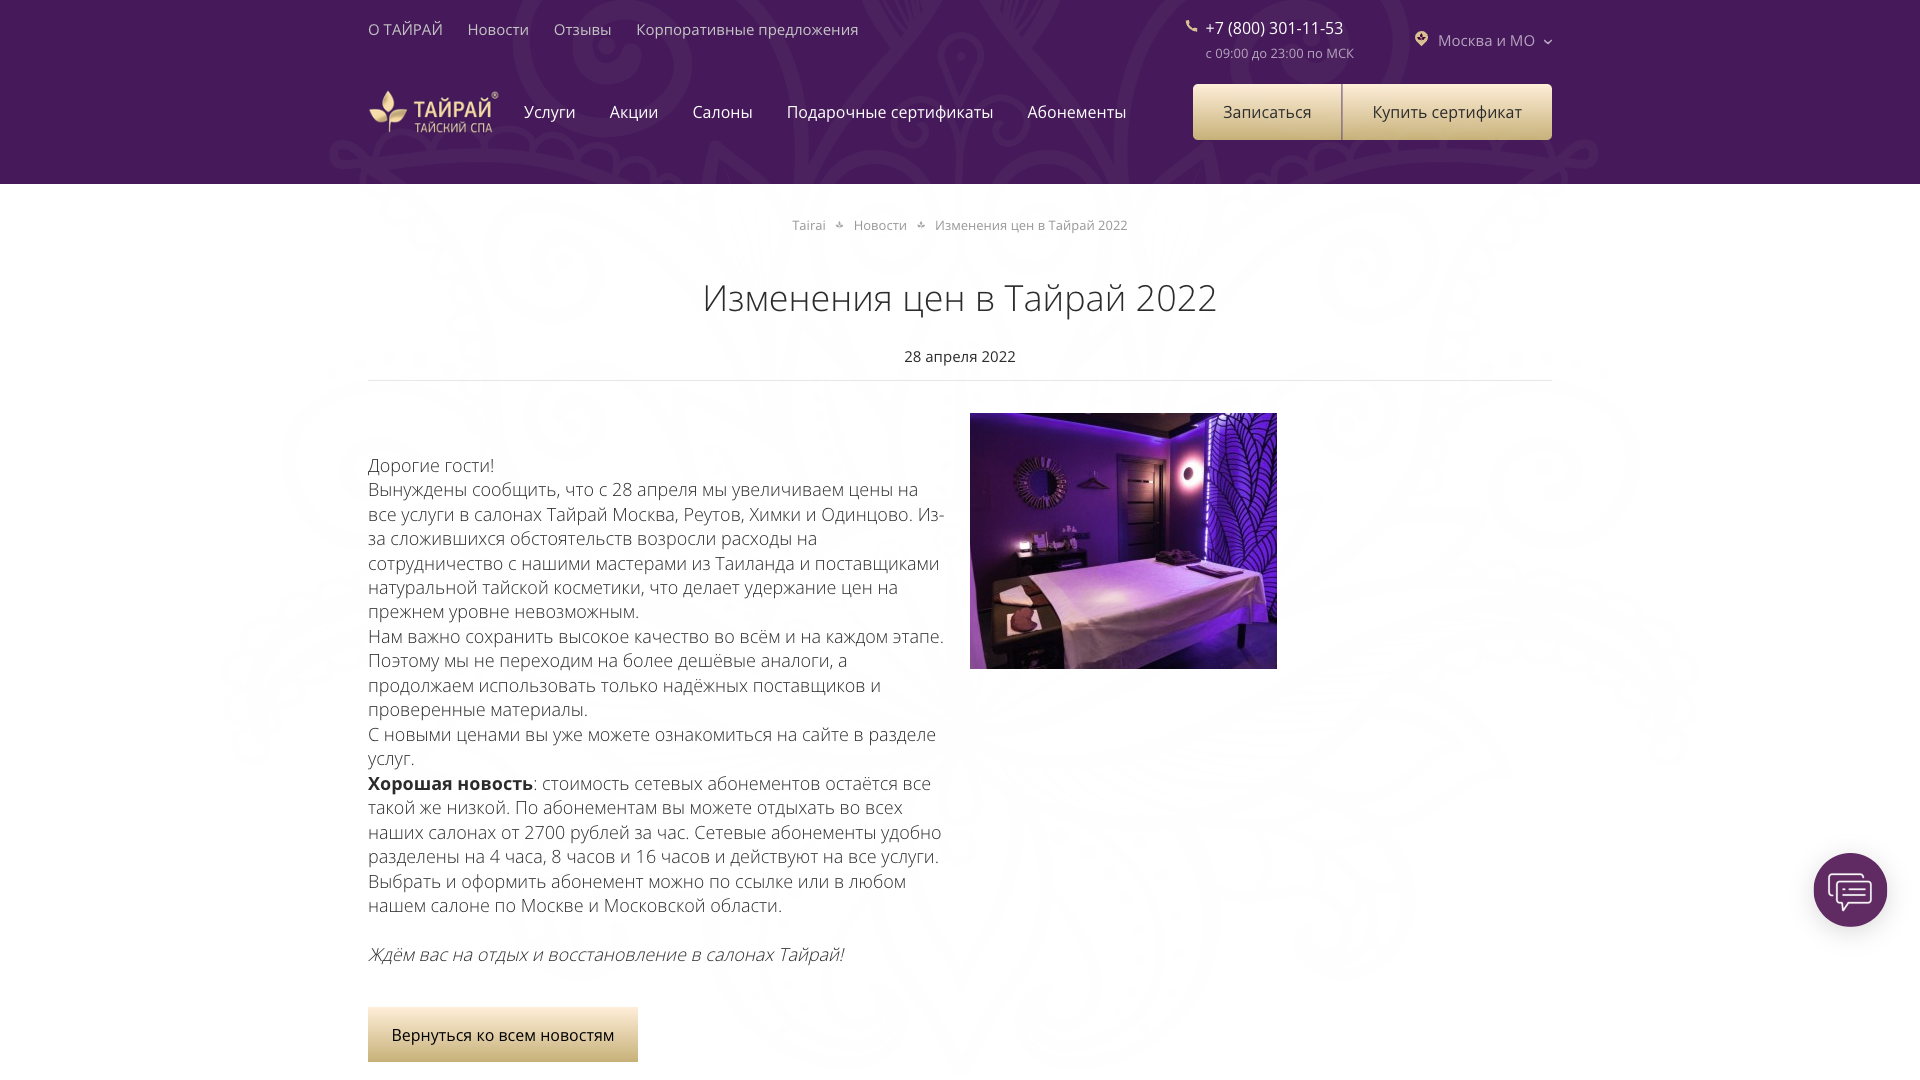 О ТАЙРАЙ Новости Отзывы Корпоративные предложения
+7 (800) 301-11-53
с 09:00 до 23:00 по МСК
Москва и МО
ТАЙРАЙ®
ТАЙСКИЙ СПА
Услуги Акции Салоны Подарочные сертификаты Абонементы
Записаться Купить сертификат
Tairai Новости Изменения цен в Тайрай 2022
Изменения цен в Тайрай 2022
28 апреля 2022
Дорогие гости!
Вынуждены сообщить, что с 28 апреля мы увеличиваем цены на
все услуги в салонах Тайрай Москва, Реутов, Химки и Одинцово. Из-
за сложившихся обстоятельств возросли расходы на
сотрудничество с нашими мастерами из Таиланда и поставщиками
натуральной тайской косметики, что делает удержание цен на
прежнем уровне невозможным.
Нам важно сохранить высокое качество во всём и на каждом этапе.
Поэтому мы не переходим на более дешёвые аналоги, а
продолжаем использовать только надёжных поставщиков и
проверенные материалы.
С новыми ценами вы уже можете ознакомиться на сайте в разделе
услуг.
Хорошая новость: стоимость сетевых абонементов остаётся все
такой же низкой. По абонементам вы можете отдыхать во всех
наших салонах от 2700 рублей за час. Сетевые абонементы удобно
разделены на 4 часа, 8 часов и 16 часов и действуют на все услуги.
Выбрать и оформить абонемент можно по ссылке или в любом
нашем салоне по Москве и Московской области.
Ждём вас на отдых и восстановление в салонах Тайрай!
Вернуться ко всем новостям